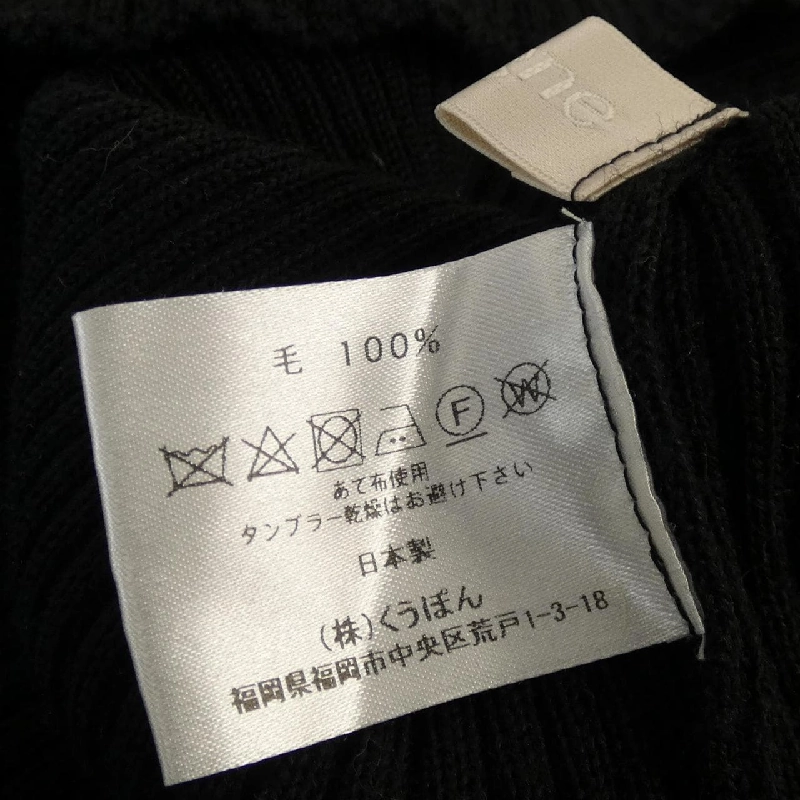 ne
毛 100%
F W
あて布使用
タンブラー乾燥はお避け下さい
日本製
(株)くうぽん
福岡県福岡市中央区荒戸1-3-18